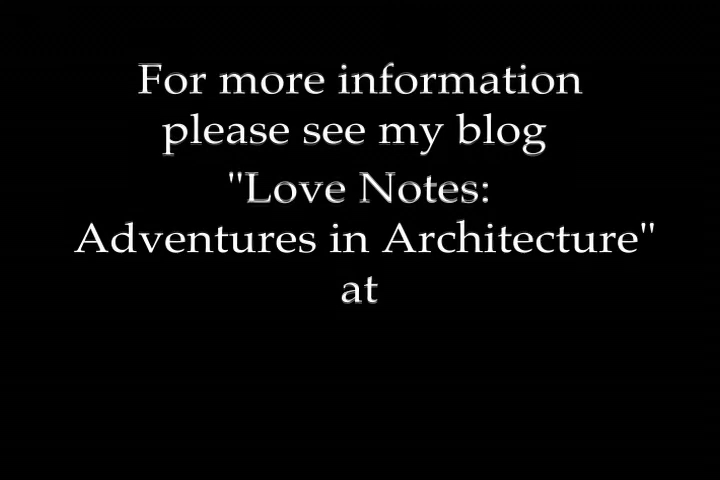 For more information
please see my blog
"Love Notes:
Adventures in Architecture"
at